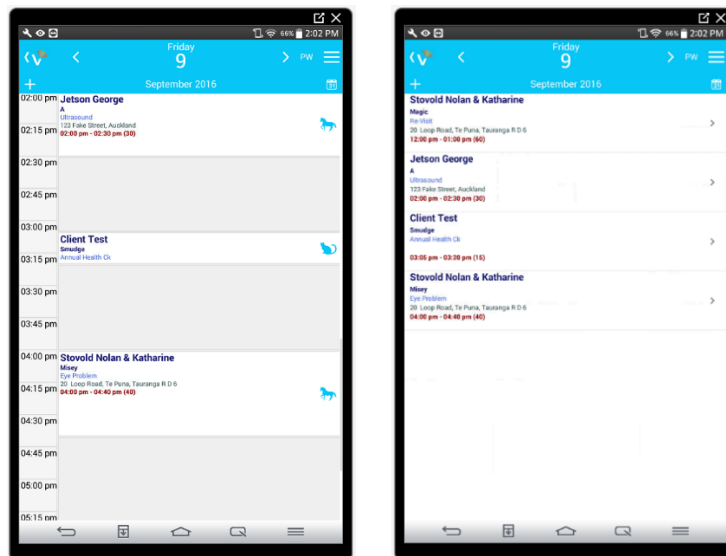 66% 2:02 PM
Friday
9
PW
September 2016
31
02:00 pm
Jetson George
A
Ultrasound
123 Fake Street, Auckland
02:15 pm
02:00 pm - 02:30 pm (30)
02:30 pm
02:45 pm
03:00 pm
Client Test
Smudge
03:15 pm
Annual Health Ck
03:30 pm
03:45 pm
04:00 pm
Stovold Nolan & Katharine
Misey
Eye Problem
20 Loop Road, Te Puna, Tauranga R D 6
04:15 pm
04:00 pm - 04:40 pm (40)
04:30 pm
04:45 pm
05:00 pm
05:15 pm
66% 2:02 PM
Friday
9
PW
September 2016
31
Stovold Nolan & Katharine
Magic
Re-Visit
20 Loop Road, Te Puna, Tauranga R D 6
12:00 pm - 01:00 pm (60)
Jetson George
A
Ultrasound
123 Fake Street, Auckland
02:00 pm - 02:30 pm (30)
Client Test
Smudge
Annual Health Ck
03:05 pm - 03:20 pm (15)
Stovold Nolan & Katharine
Misey
Eye Problem
20 Loop Road, Te Puna, Tauranga R D 6
04:00 pm - 04:40 pm (40)